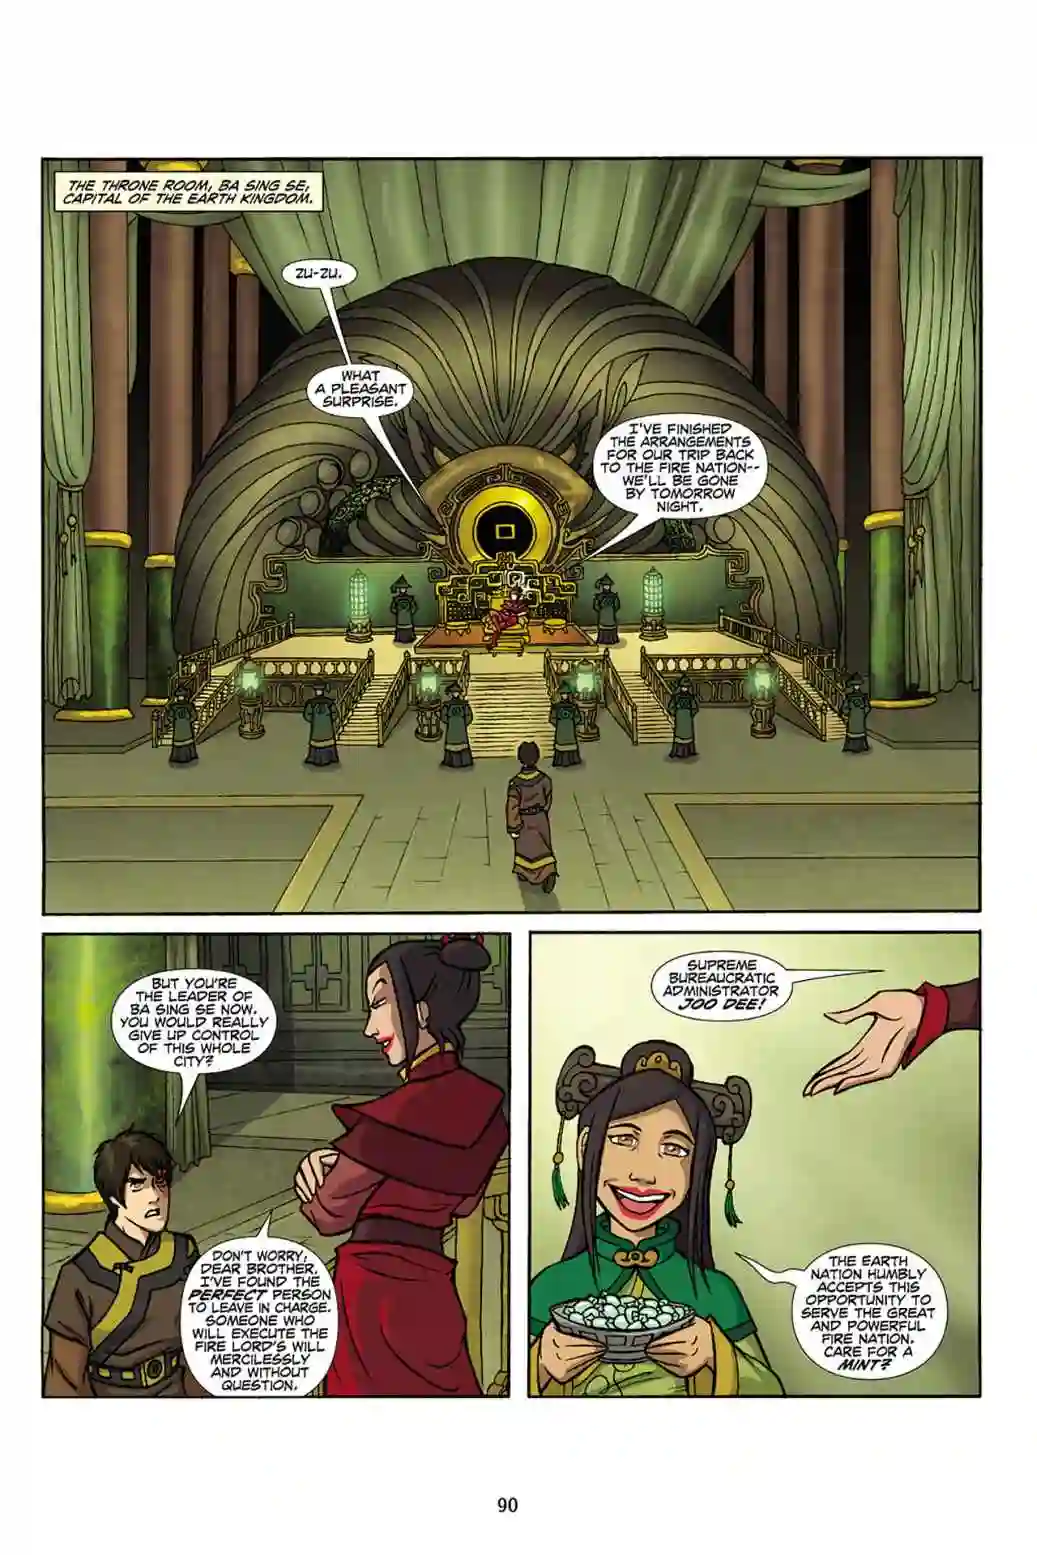 THE THRONE ROOM, BA SING SE,
CAPITAL OF THE EARTH KINGDOM.
ZU-ZU.
WHAT
A PLEASANT
SURPRISE.
I'VE FINISHED
THE ARRANGEMENTS
FOR OUR TRIP BACK
TO THE FIRE NATION--
WE'LL BE GONE
BY TOMORROW
NIGHT.
BUT YOU'RE
THE LEADER OF
BA SING SE NOW.
YOU WOULD REALLY
GIVE UP CONTROL
OF THIS WHOLE
CITY?
DON'T WORRY,
DEAR BROTHER.
I'VE FOUND THE
PERFECT PERSON
TO LEAVE IN CHARGE.
SOMEONE WHO
WILL EXECUTE THE
FIRE LORD'S WILL
MERCILESSLY
AND WITHOUT
QUESTION.
SUPREME
BUREAUCRATIC
ADMINISTRATOR
JOO DEE!
THE EARTH
NATION HUMBLY
ACCEPTS THIS
OPPORTUNITY TO
SERVE THE GREAT
AND POWERFUL
FIRE NATION.
CARE FOR A
MINT?
90